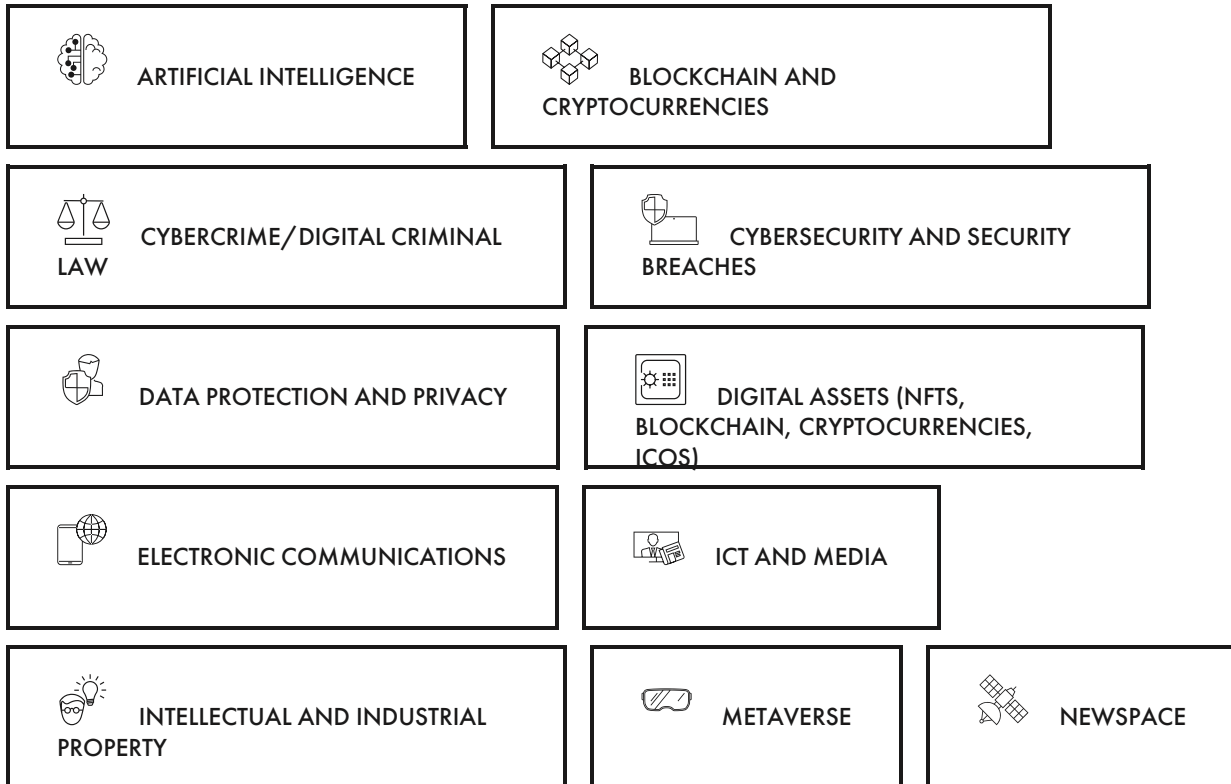 ARTIFICIAL INTELLIGENCE
BLOCKCHAIN AND
CRYPTOCURRENCIES
CYBERCRIME/DIGITAL CRIMINAL
LAW
CYBERSECURITY AND SECURITY
BREACHES
DATA PROTECTION AND PRIVACY
DIGITAL ASSETS (NFTS,
BLOCKCHAIN, CRYPTOCURRENCIES,
ICOS)
ELECTRONIC COMMUNICATIONS
ICT AND MEDIA
INTELLECTUAL AND INDUSTRIAL
PROPERTY
METAVERSE
NEWSPACE